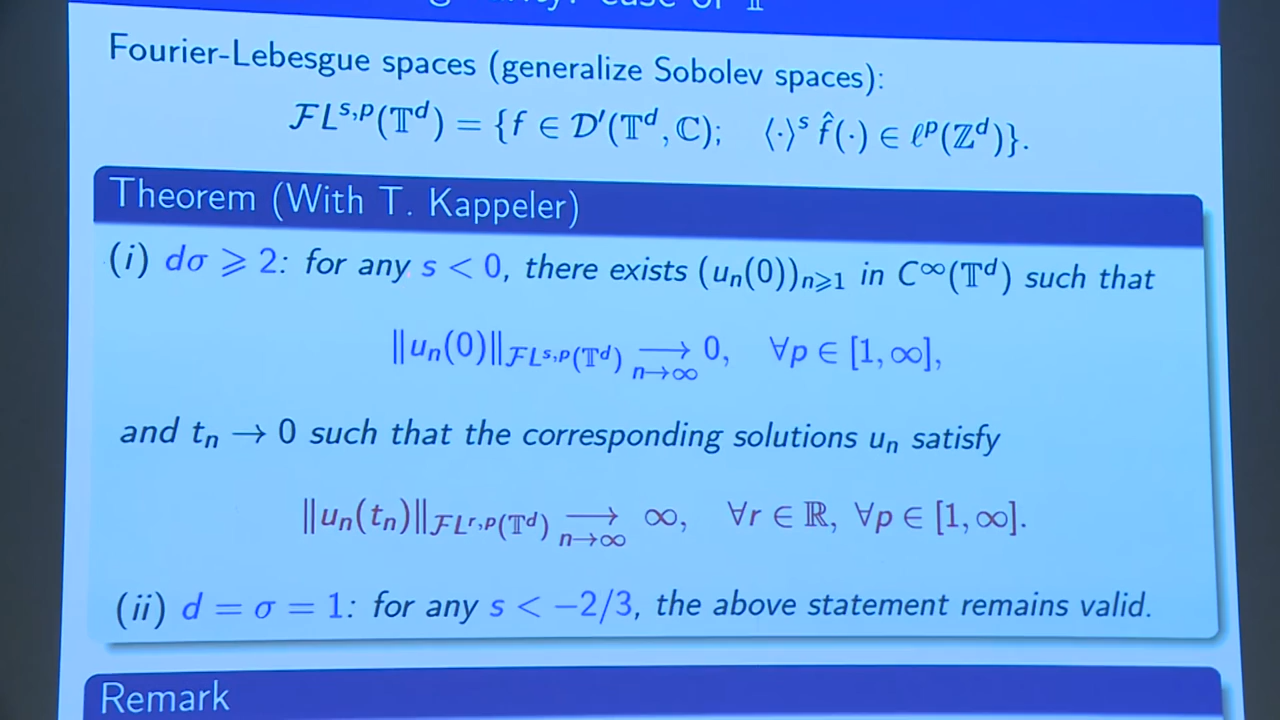 case of 𝕋
Fourier-Lebesgue spaces (generalize Sobolev spaces):
ℱL^{s,p}(𝕋^d) = {f ∈ 𝒟′(𝕋^d, ℂ); ⟨·⟩^s f̂(·) ∈ ℓ^p(ℤ^d)}.
Theorem (With T. Kappeler)
(i) dσ ⩾ 2: for any s < 0, there exists (u_n(0))_{n⩾1} in C^∞(𝕋^d) such that
‖u_n(0)‖_{ℱL^{s,p}(𝕋^d)} ⟶_{n→∞} 0, ∀p ∈ [1, ∞],
and t_n → 0 such that the corresponding solutions u_n satisfy
‖u_n(t_n)‖_{ℱL^{r,p}(𝕋^d)} ⟶_{n→∞} ∞, ∀r ∈ ℝ, ∀p ∈ [1, ∞].
(ii) d = σ = 1: for any s < −2/3, the above statement remains valid.
Remark